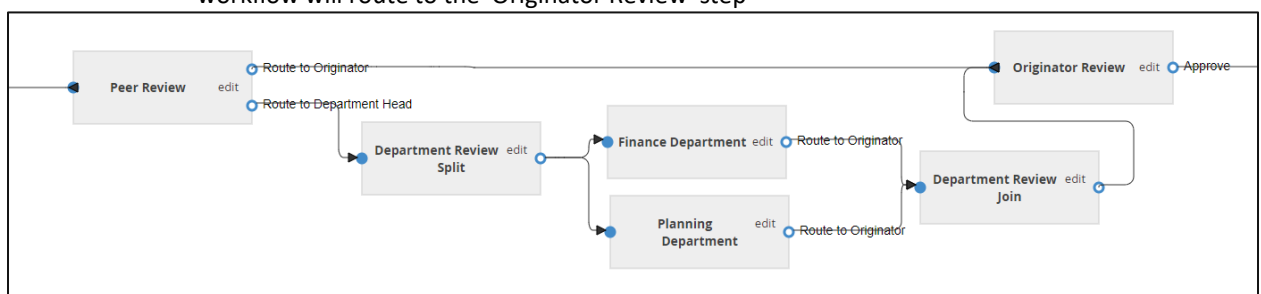 workflow will route to the 'Originator Review' step
Peer Review
edit
Route to Originator
Route to Department Head
Department Review
Split
edit
Finance Department
edit
Route to Originator
Planning
Department
edit
Route to Originator
Department Review
Join
edit
Originator Review
edit
Approve